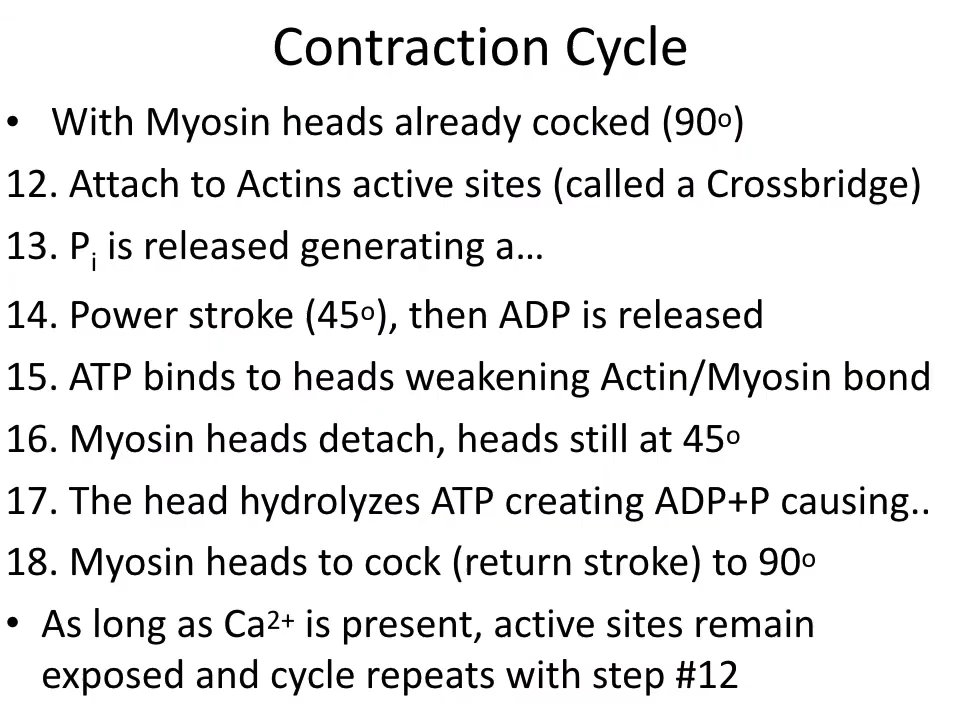 Contraction Cycle
• With Myosin heads already cocked (90º)
12. Attach to Actins active sites (called a Crossbridge)
13. Pᵢ is released generating a…
14. Power stroke (45º), then ADP is released
15. ATP binds to heads weakening Actin/Myosin bond
16. Myosin heads detach, heads still at 45º
17. The head hydrolyzes ATP creating ADP+P causing..
18. Myosin heads to cock (return stroke) to 90º
• As long as Ca²⁺ is present, active sites remain
exposed and cycle repeats with step #12